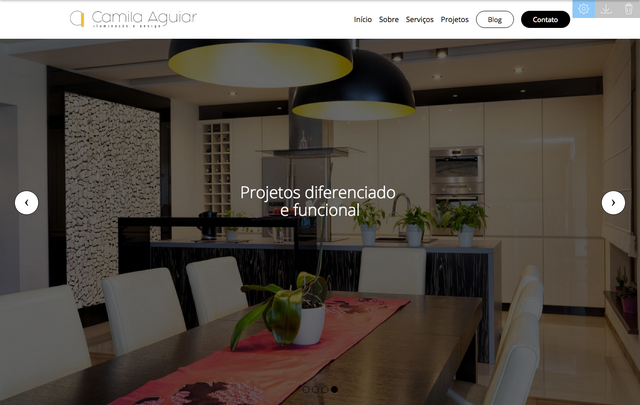 Camila Aguiar
iluminação e design
Início Sobre Serviços Projetos Blog Contato
Projetos diferenciado
e funcional